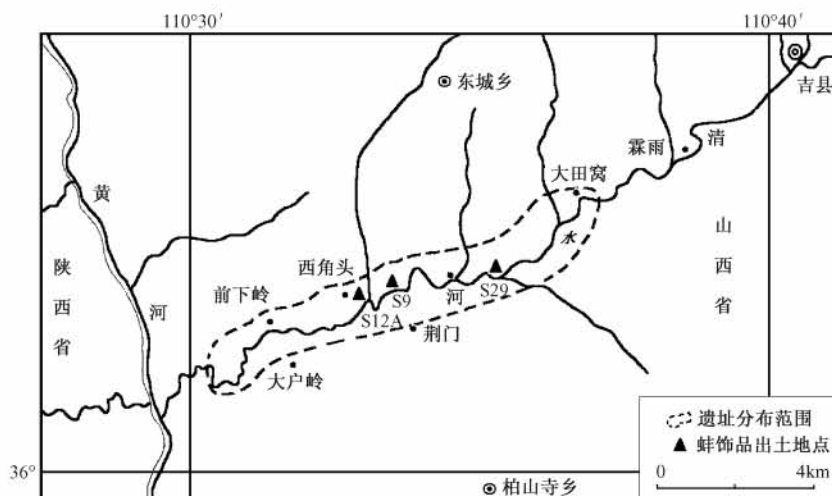 110°30′
110°40′
吉县
东城乡
清
霖雨
大田窝
黄
水
山西省
陕西省
西角头
前下岭
河
S9
河
S29
S12A
荆门
大户岭
遗址分布范围
蚌饰品出土地点
36°
0 4km
柏山寺乡